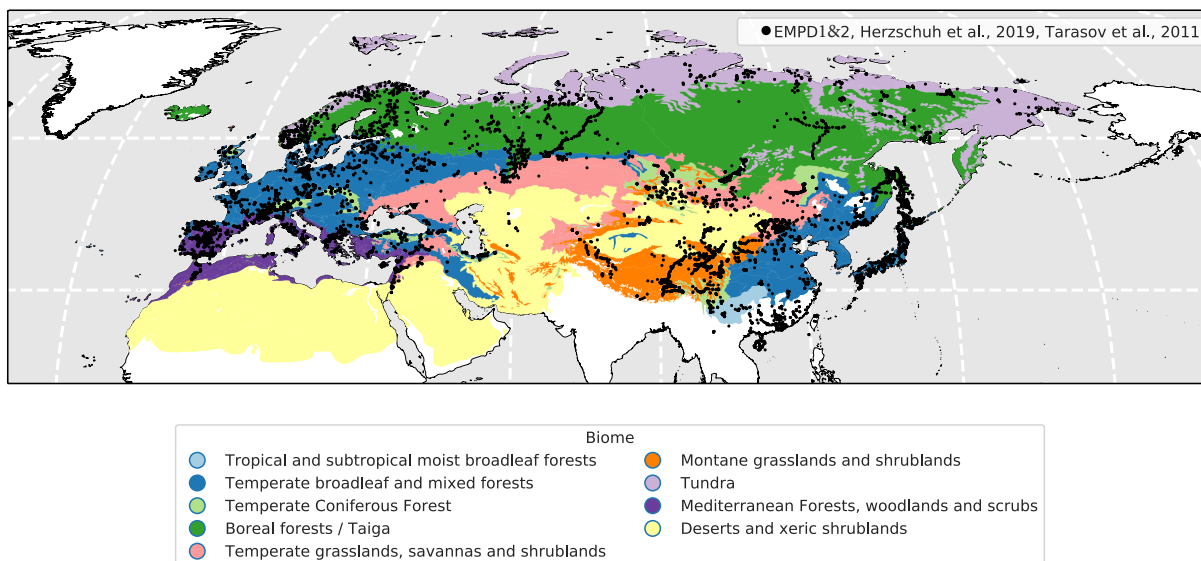 EMPD1&2, Herzschuh et al., 2019, Tarasov et al., 2011
Biome
Tropical and subtropical moist broadleaf forests
Temperate broadleaf and mixed forests
Temperate Coniferous Forest
Boreal forests / Taiga
Temperate grasslands, savannas and shrublands
Montane grasslands and shrublands
Tundra
Mediterranean Forests, woodlands and scrubs
Deserts and xeric shrublands